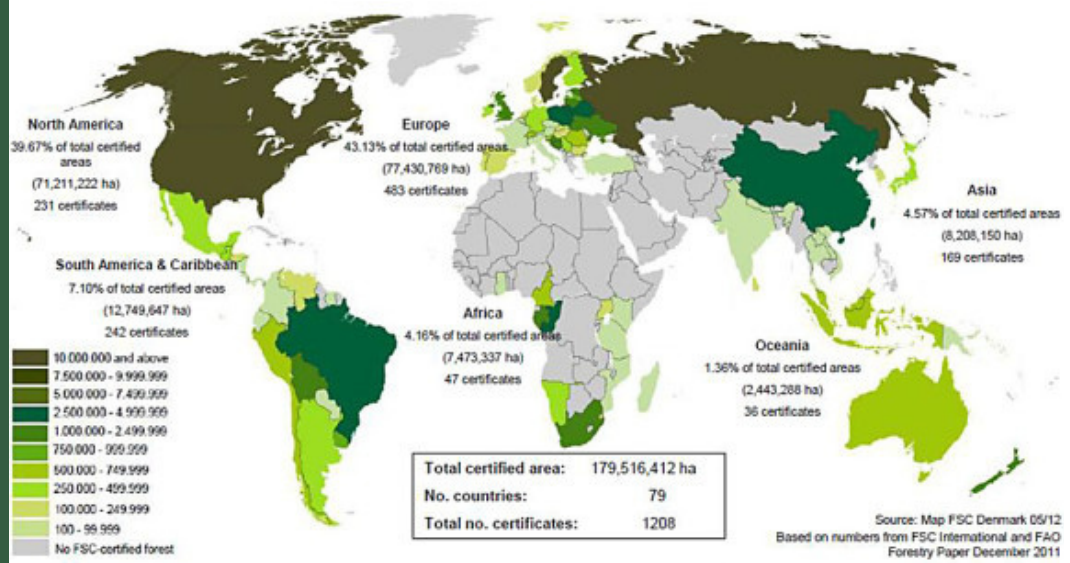 North America
39.67% of total certified
areas
(71,211,222 ha)
231 certificates
Europe
43.13% of total certified areas
(77,430,769 ha)
483 certificates
Asia
4.57% of total certified areas
(8,208,150 ha)
169 certificates
South America & Caribbean
7.10% of total certified areas
(12,749,647 ha)
242 certificates
Africa
4.16% of total certified areas
(7,473,337 ha)
47 certificates
Oceania
1.36% of total certified areas
(2,443,288 ha)
36 certificates
10.000.000 and above
7.500.000 - 9.999.999
5.000.000 - 7.499.999
2.500.000 - 4.999.999
1.000.000 - 2.499.999
750.000 - 999.999
500.000 - 749.999
250.000 - 499.999
100.000 - 249.999
100 - 99.999
No FSC-certified forest
Total certified area: 179,516,412 ha
No. countries: 79
Total no. certificates: 1208
Source: Map FSC Denmark 05/12
Based on numbers from FSC International and FAO
Forestry Paper December 2011